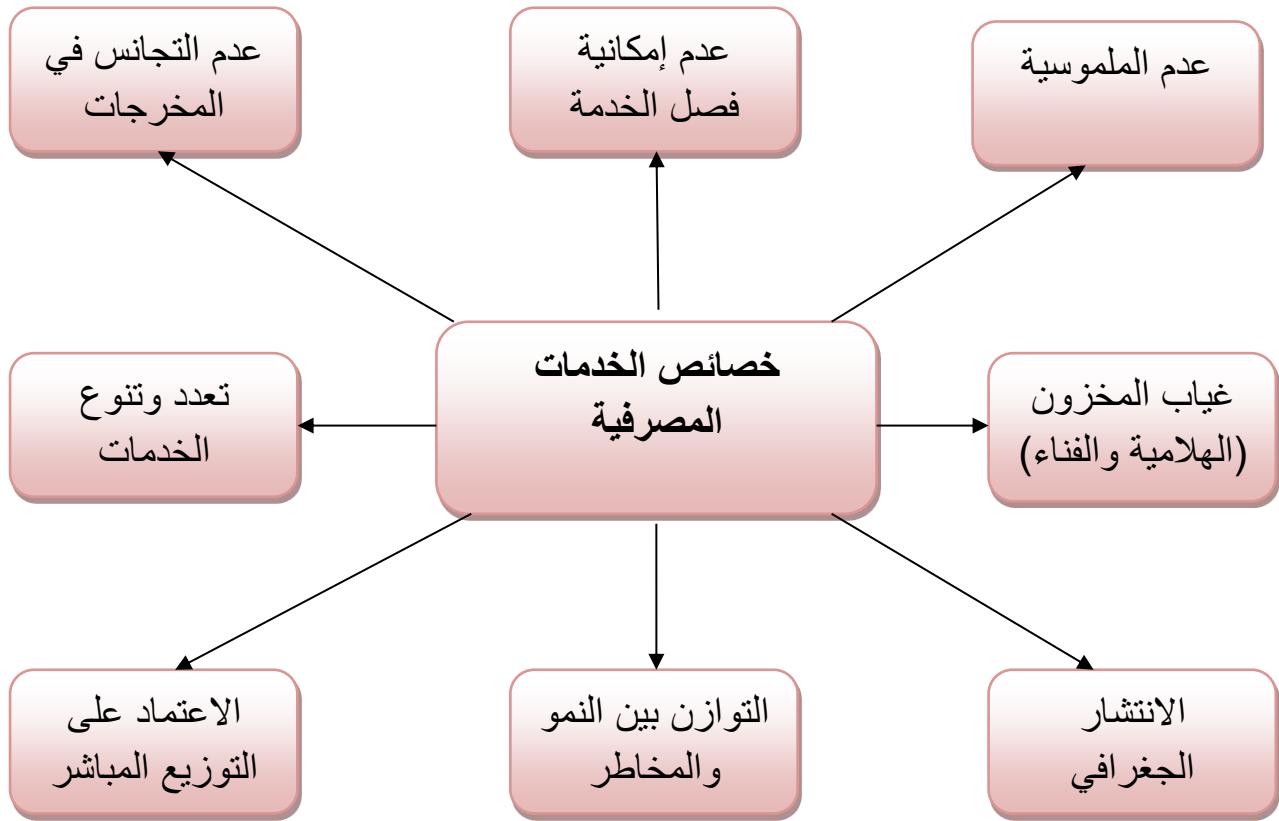 عدم الملموسية
عدم إمكانية
فصل الخدمة
عدم التجانس في
المخرجات
خصائص الخدمات
المصرفية
غياب المخزون
(الهلامية والفناء)
تعدد وتنوع
الخدمات
الانتشار
الجغرافي
التوازن بين النمو
والمخاطر
الاعتماد على
التوزيع المباشر